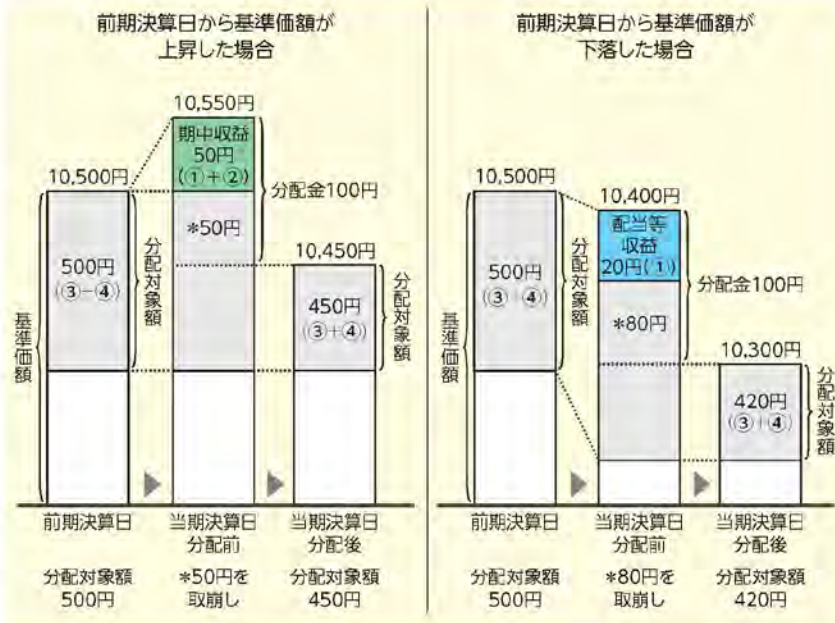 前期決算日から基準価額が
上昇した場合
10,550円
期中収益
50円
(①+②)
10,500円
分配金100円
*50円
10,450円
500円
(③+④)
分配対象額
450円
(③+④)
分配対象額
基準価額
前期決算日
当期決算日
分配前
当期決算日
分配後
分配対象額
500円
*50円を
取崩し
分配対象額
450円
前期決算日から基準価額が
下落した場合
10,500円
10,400円
配当等
収益
20円(①)
500円
(③+④)
分配対象額
分配金100円
*80円
10,300円
420円
(③+④)
分配対象額
基準価額
前期決算日
当期決算日
分配前
当期決算日
分配後
分配対象額
500円
*80円を
取崩し
分配対象額
420円